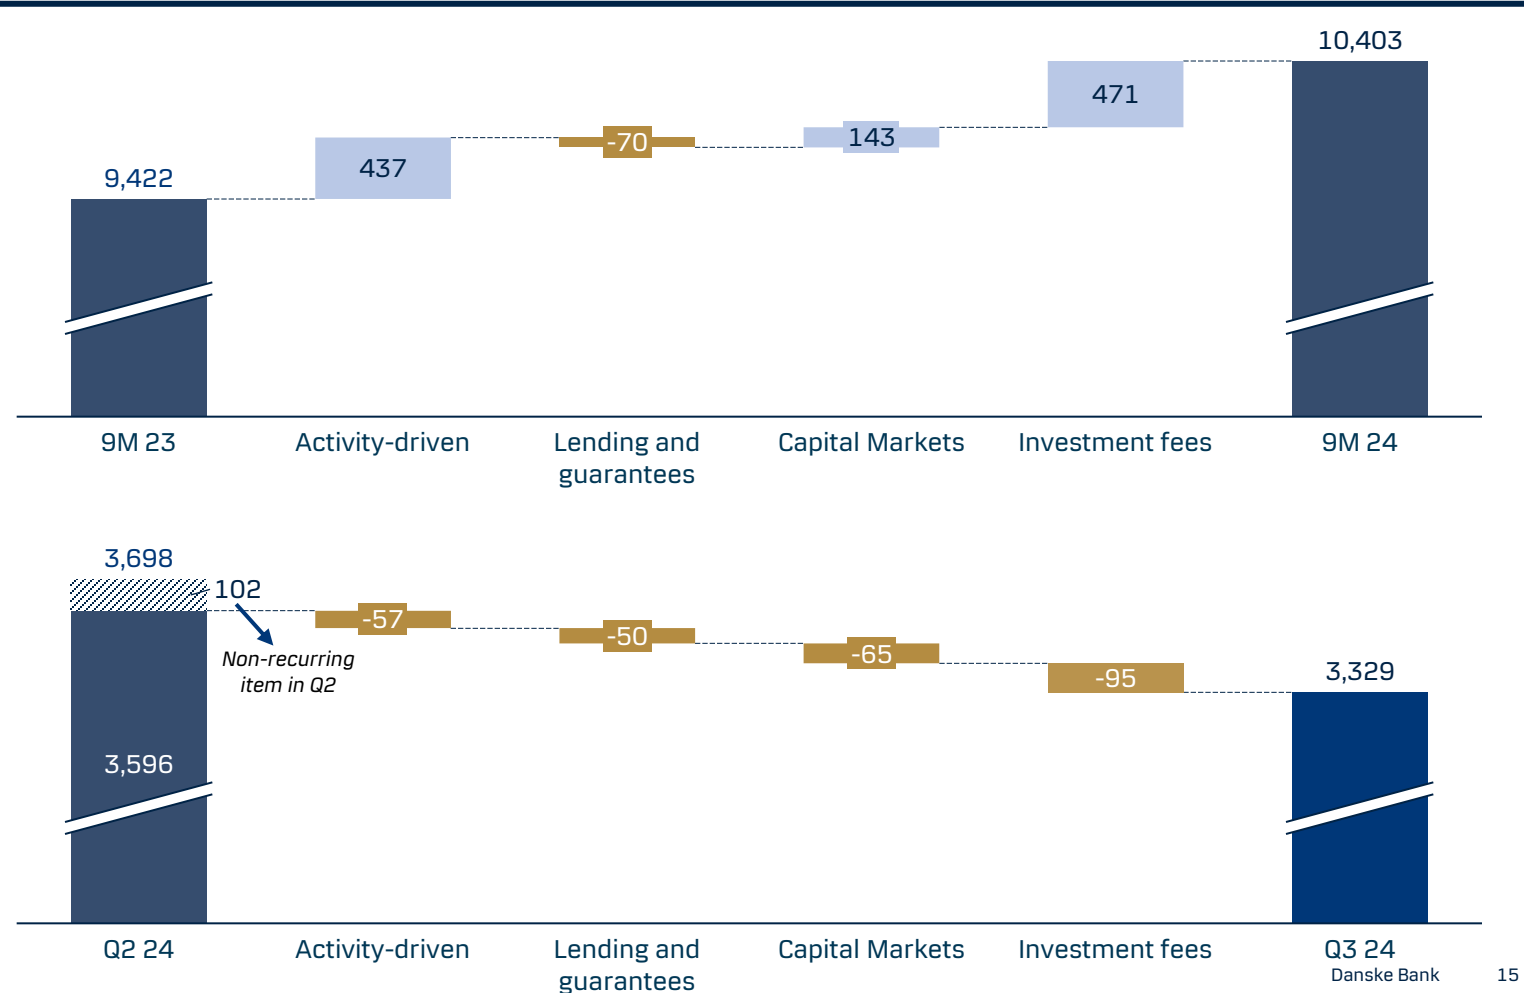 10,403
471
-70
143
437
9,422
9M 23
Activity-driven
Lending and
guarantees
Capital Markets
Investment fees
9M 24
3,698
102
-57
-50
-65
-95
3,329
Non-recurring
item in Q2
3,596
Q2 24
Activity-driven
Lending and
guarantees
Capital Markets
Investment fees
Q3 24
Danske Bank 15